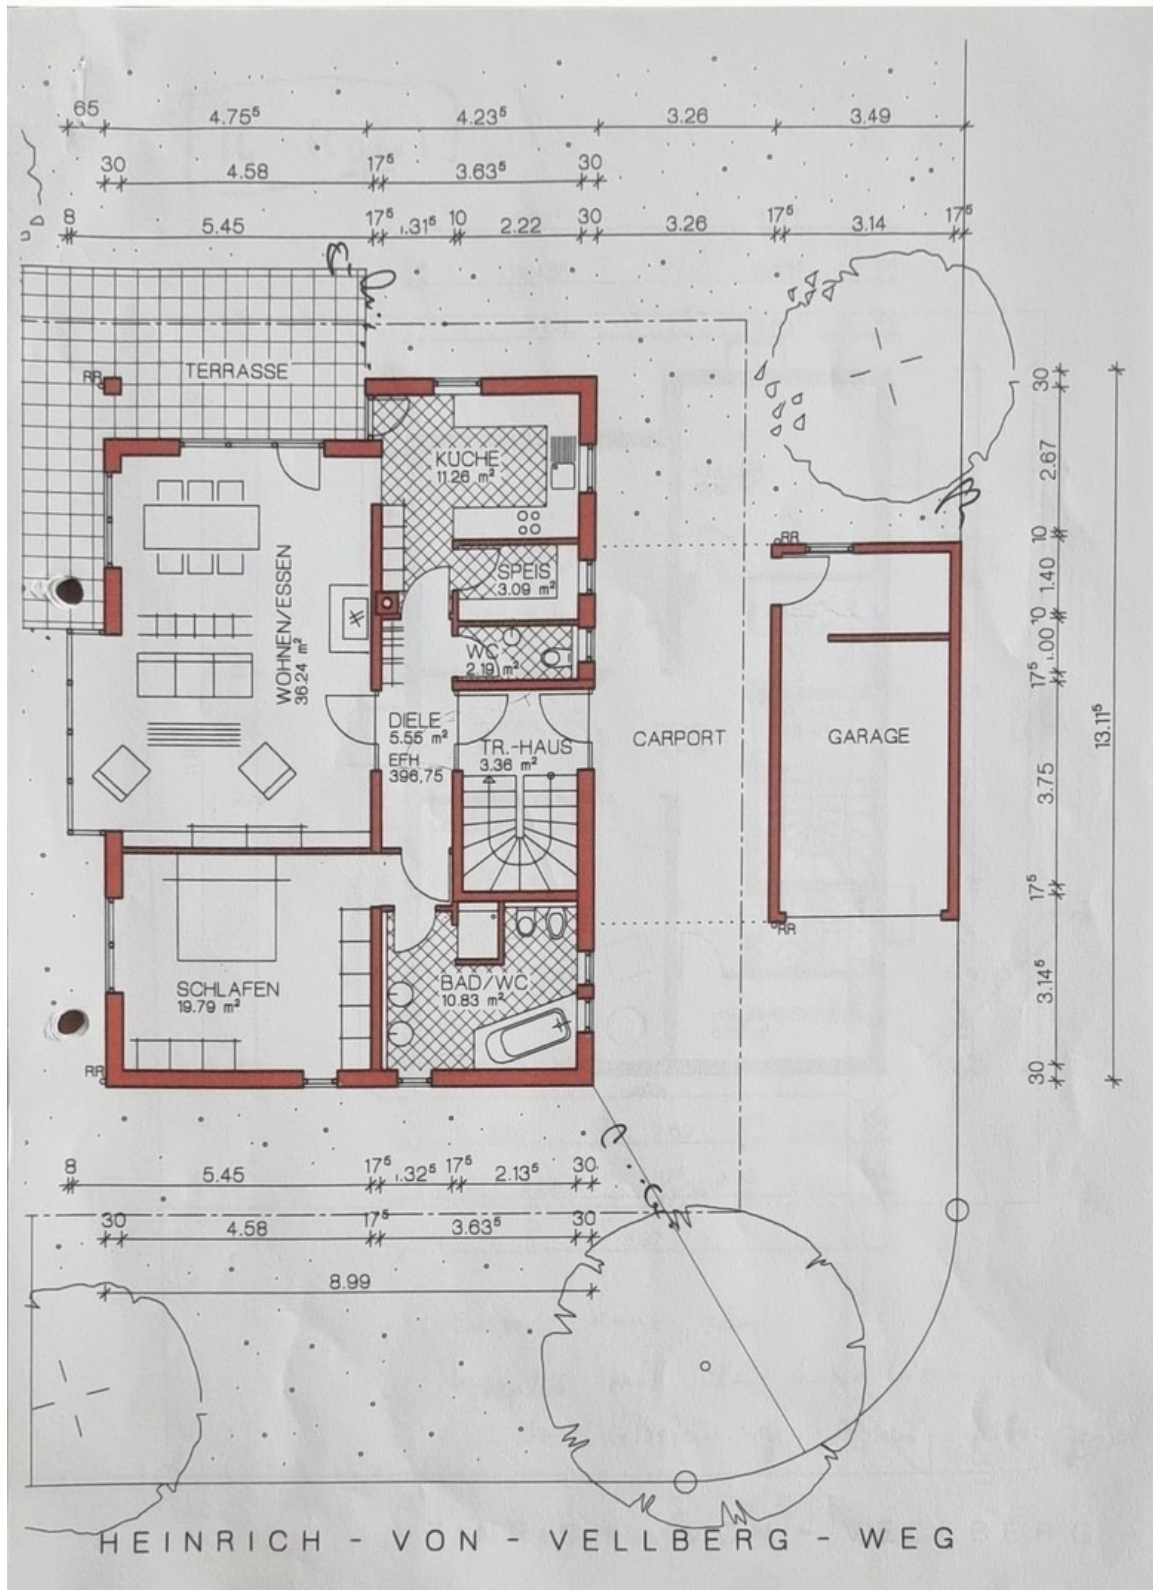 65 4.75⁵ 4.23⁵ 3.26 3.49
30 4.58 17⁵ 3.63⁵ 30
8 5.45 17⁵ 1.31⁵ 10 2.22 30 3.26 17⁵ 3.14 17⁵
RR
TERRASSE
30
KÜCHE
11.26 m²
2.67
RR
10
SPEIS
3.09 m²
1.40
WOHNEN/ESSEN
36.24 m²
10
WC
2.19 m²
1.00
17⁵
DIELE
5.55 m²
EFH
396,75
TR.-HAUS
3.36 m²
CARPORT
GARAGE
13.11⁵
3.75
17⁵
RR
SCHLAFEN
19.79 m²
BAD/WC
10.83 m²
3.14⁵
RR
30
8 5.45 17⁵ 1.32⁵ 17⁵ 2.13⁵ 30
30 4.58 17⁵ 3.63⁵ 30
8.99
HEINRICH - VON - VELLBERG - WEG